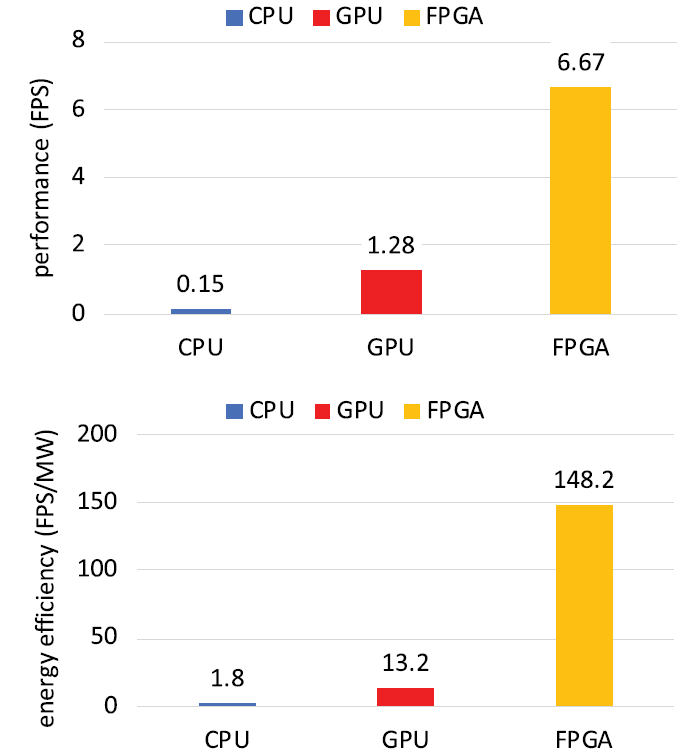 CPU GPU FPGA
performance (FPS)
8
6.67
6
4
2
1.28
0.15
0
CPU GPU FPGA
CPU GPU FPGA
energy efficiency (FPS/MW)
200
150
148.2
100
50
13.2
1.8
0
CPU GPU FPGA